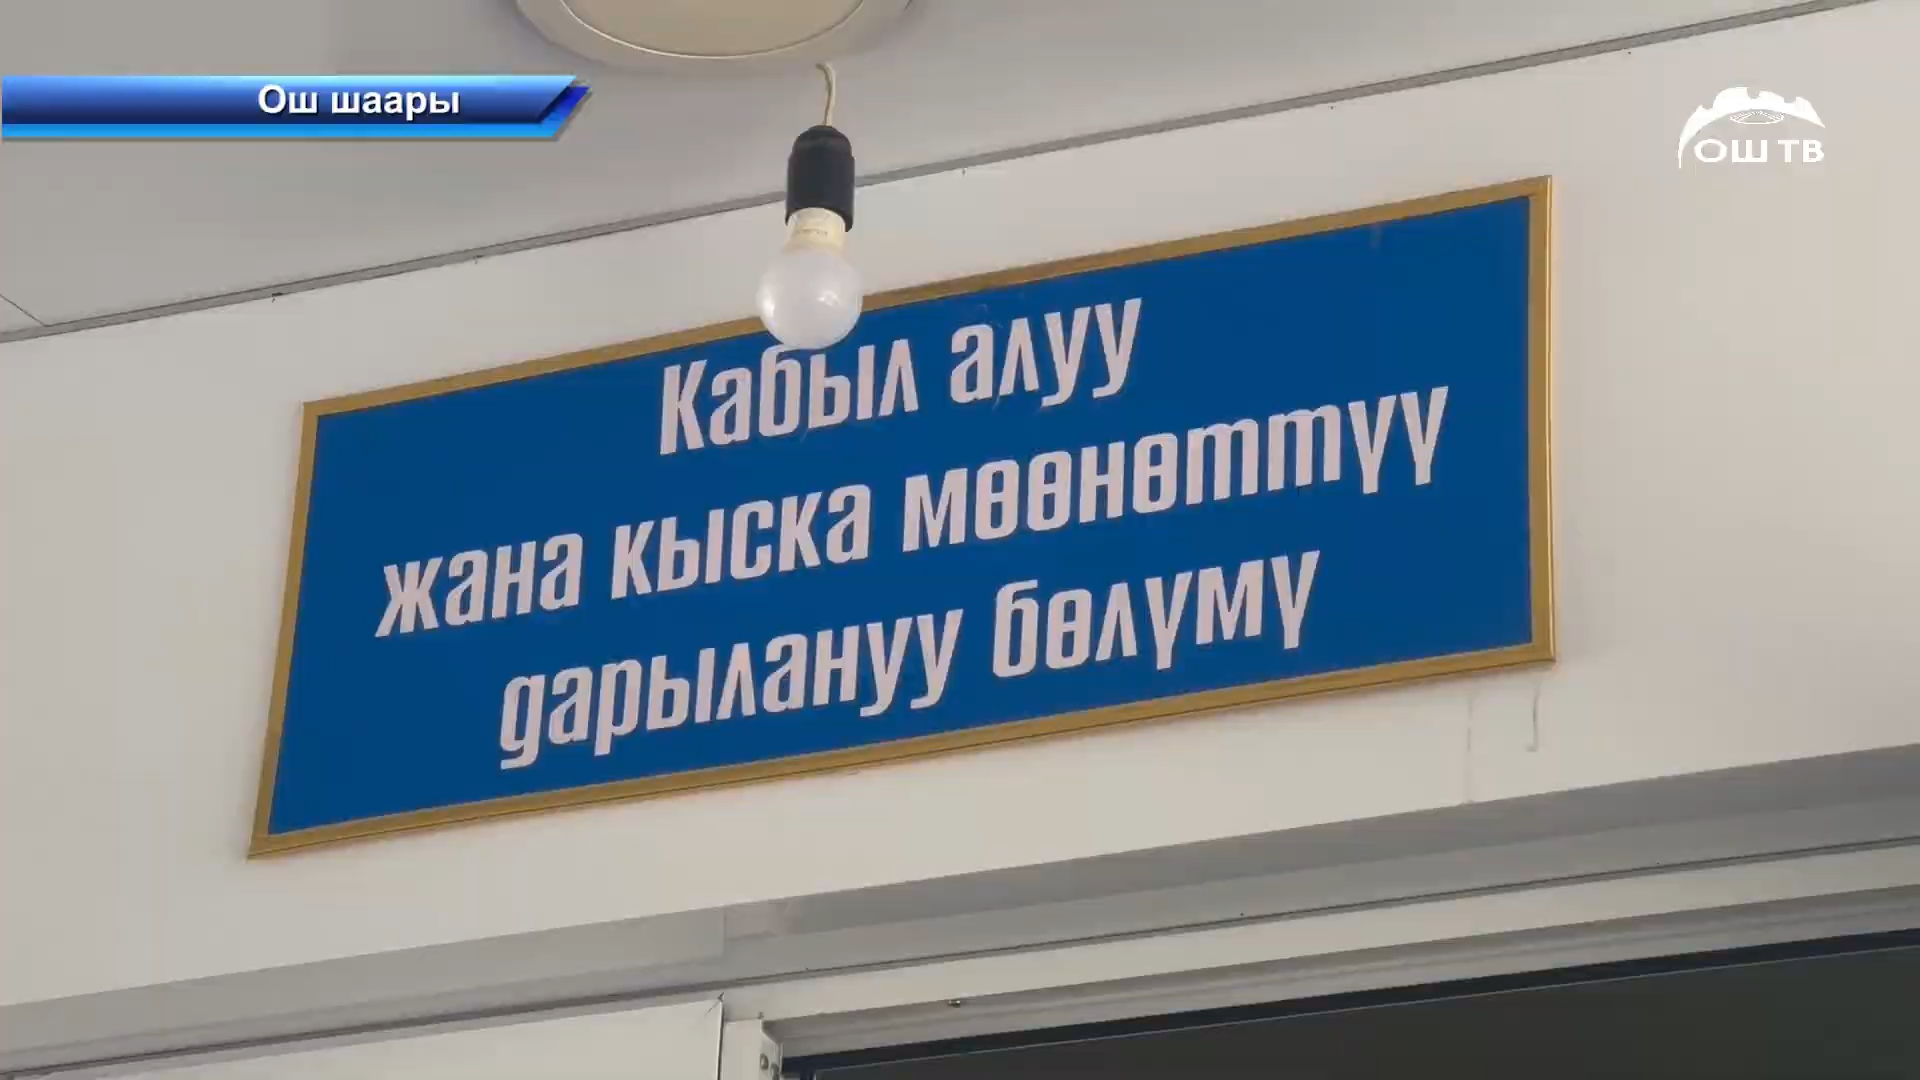 Ош шаары
ОШ ТВ
Кабыл алуу
жана кыска мөөнөттүү
дарылануу бөлүмү